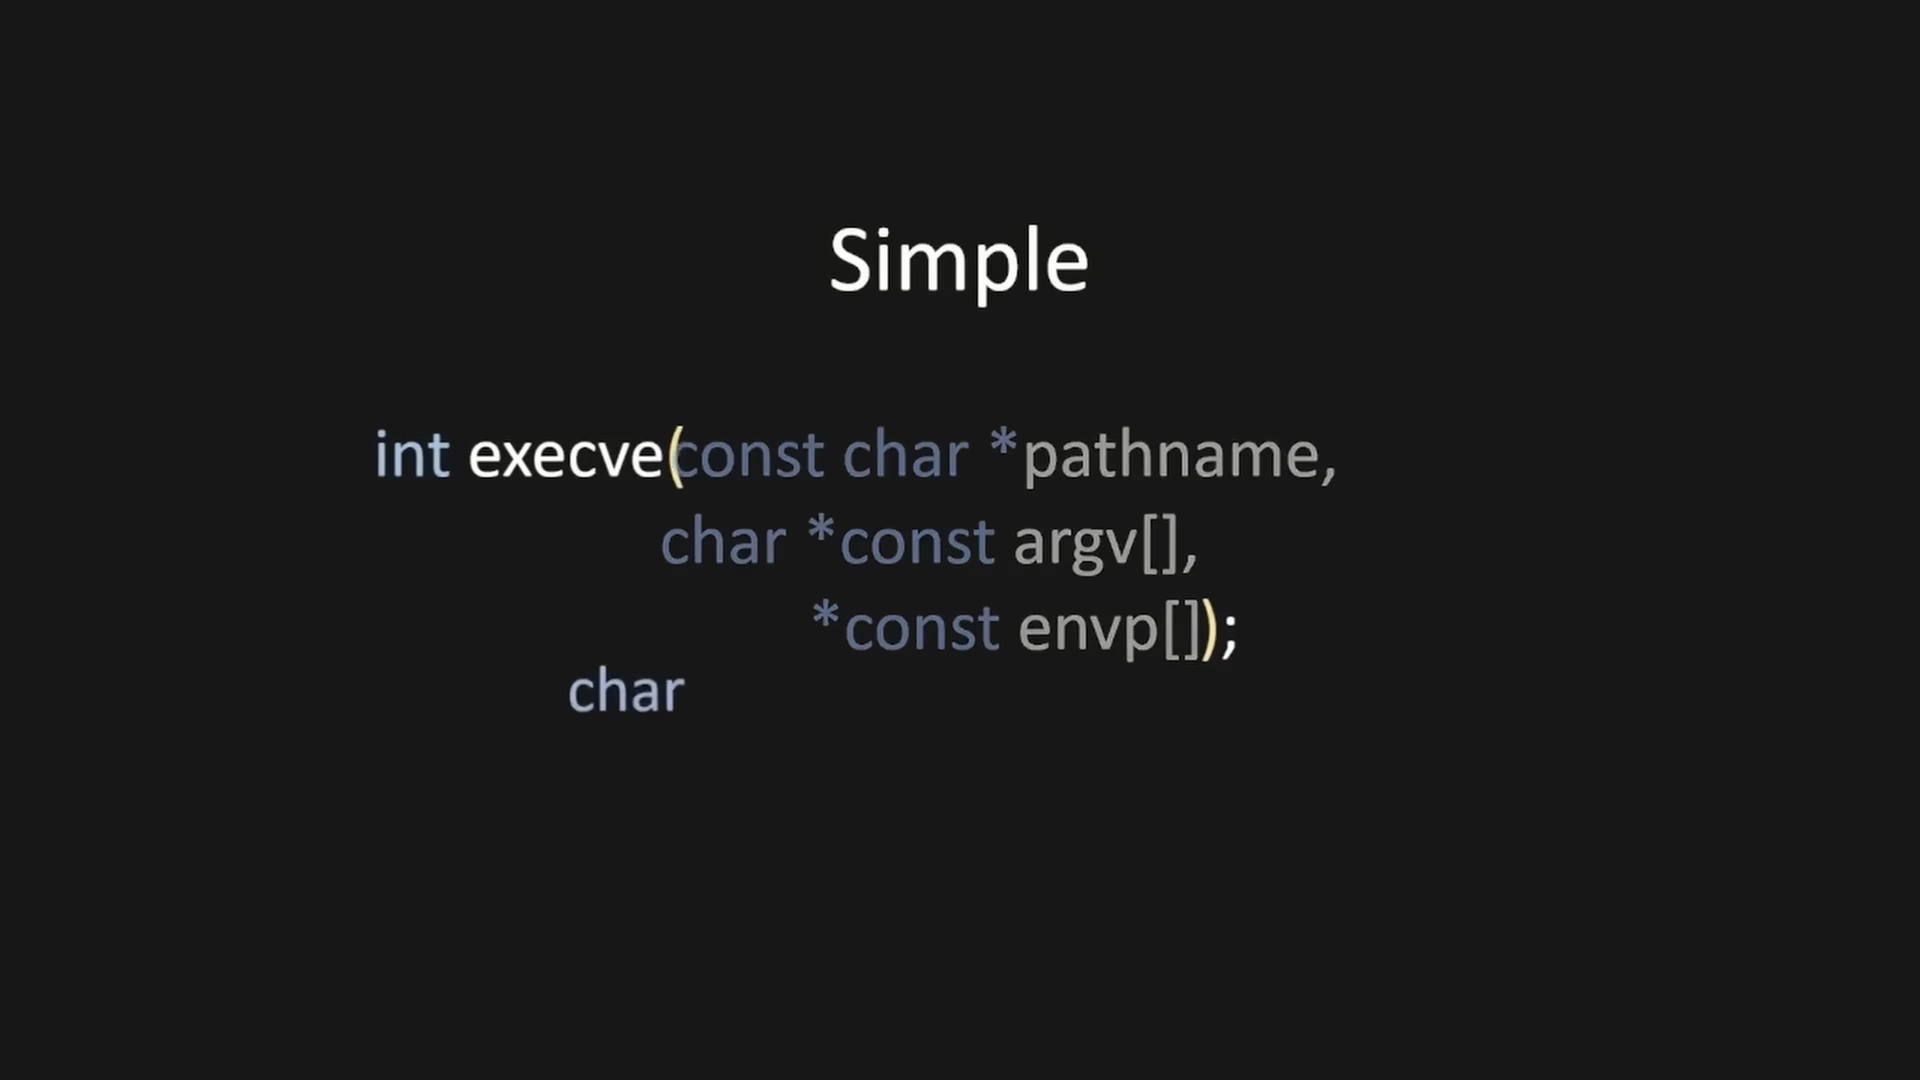 Simple
int execve(const char *pathname,
char *const argv[],
*const envp[]);
char